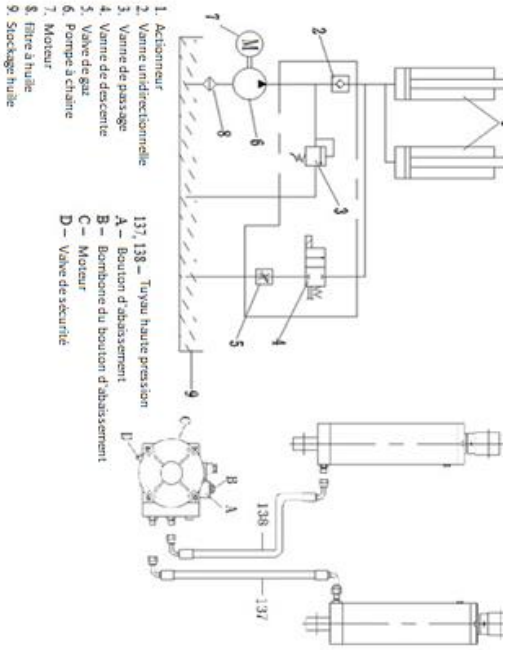 1. Actionneur
2. Vanne unidirectionnelle
3. Vanne de passage
4. Vanne de descente
5. Valve de gaz
6. Pompe à chaine
7. Moteur
8. filtre à huile
9. Stockage huile
137, 138 – Tuyau haute pression
A – Bouton d'abaissement
B – Bombone du bouton d'abaissement
C – Moteur
D – Valve de sécurité
2
3
4
5
6
7
M
8
9
C
D
B
A
138
137